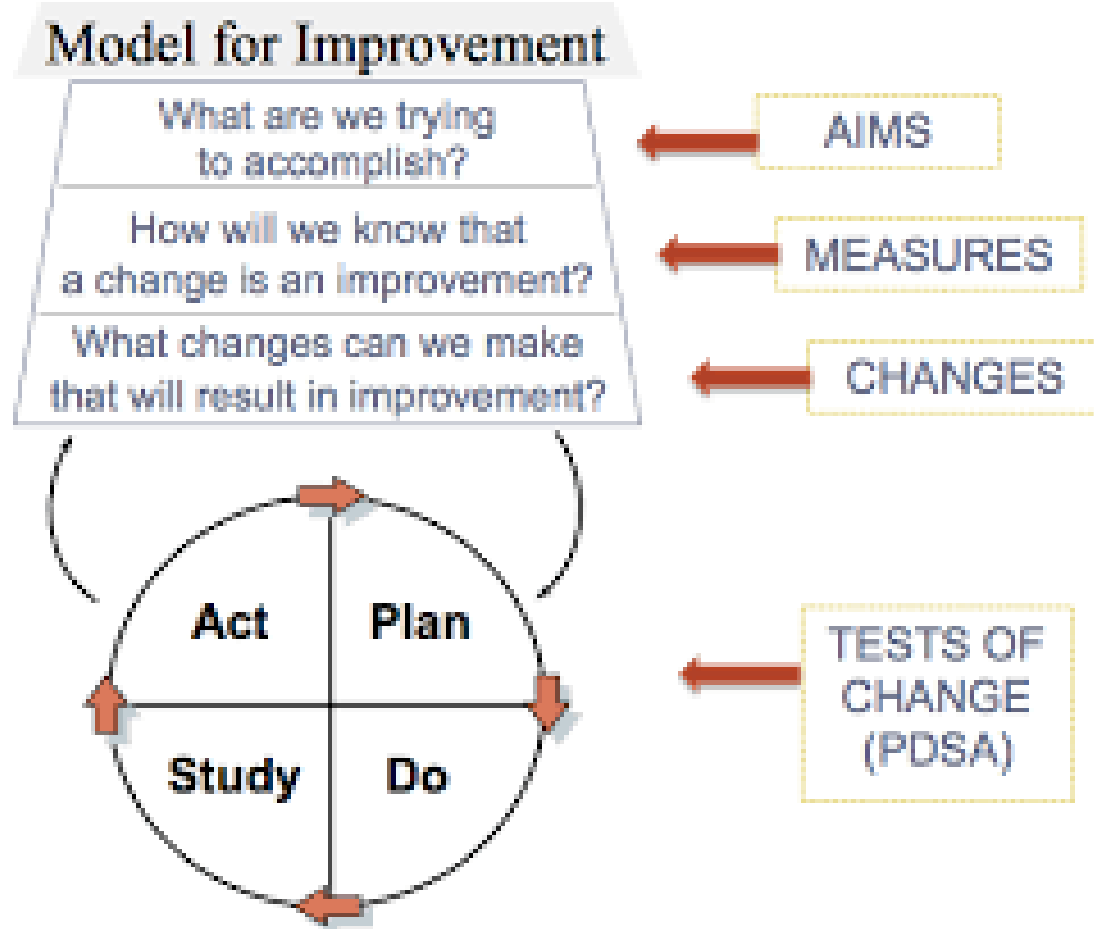 Model for Improvement
What are we trying
to accomplish?
AIMS
How will we know that
a change is an improvement?
MEASURES
What changes can we make
that will result in improvement?
CHANGES
Act
Plan
Study
Do
TESTS OF
CHANGE
(PDSA)